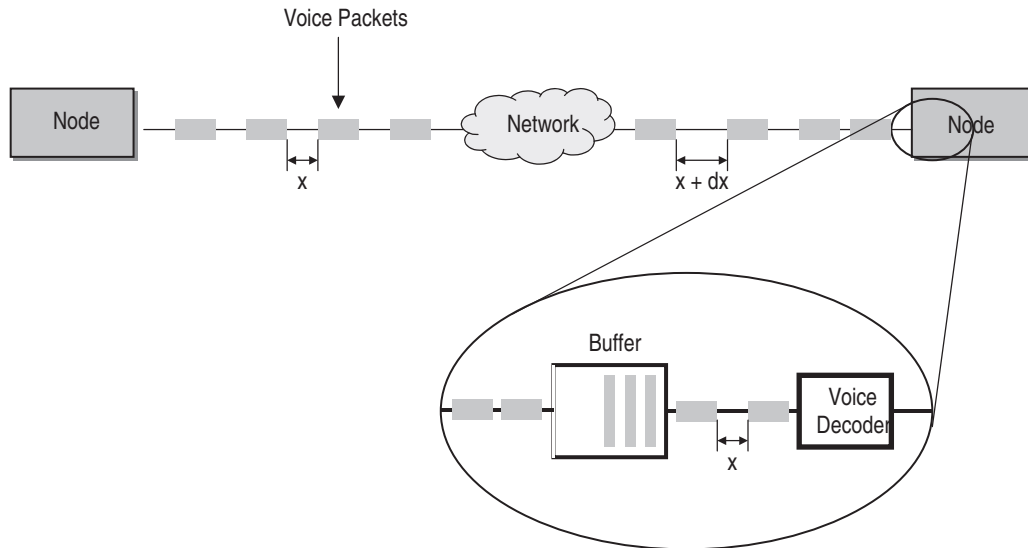 Voice Packets
Node
Network
Node
x
x + dx
Buffer
Voice
Decoder
x